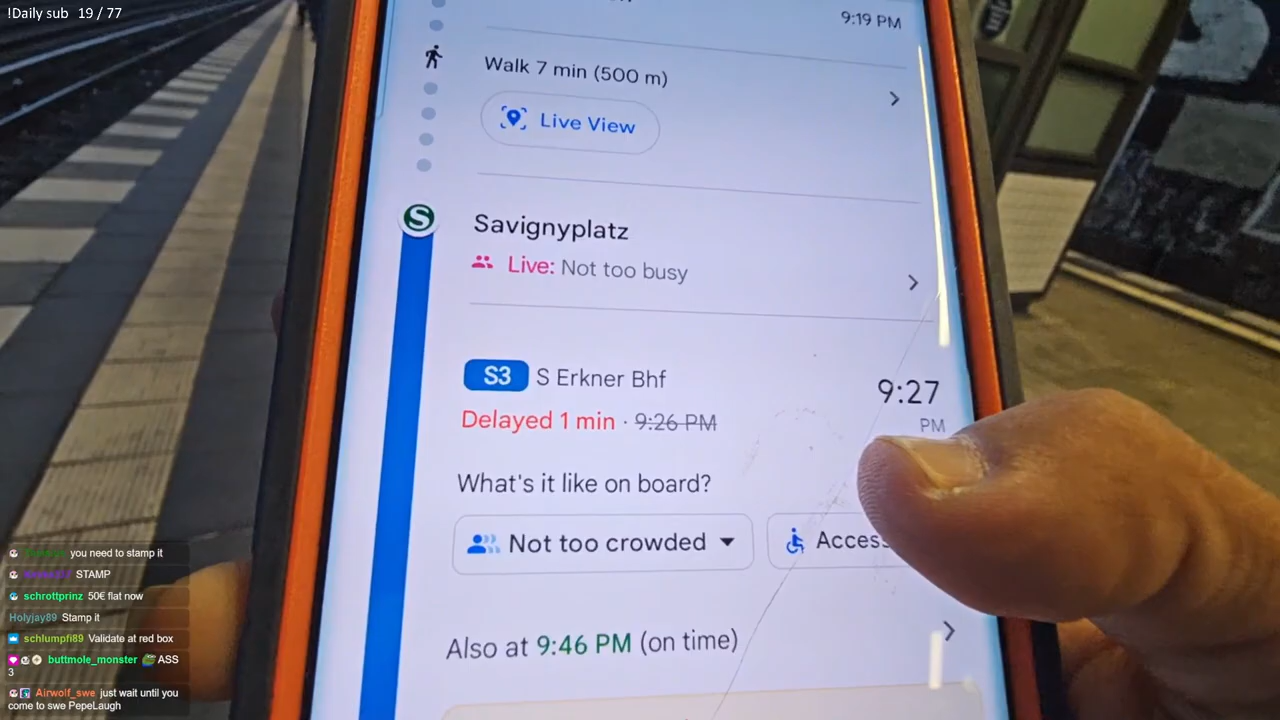 !Daily sub 19 / 77
9:19 PM
Walk 7 min (500 m)
Live View
S
Savignyplatz
Live: Not too busy
S3 S Erkner Bhf
9:27
PM
Delayed 1 min · 9:26 PM
What's it like on board?
Not too crowded
Access
Also at 9:46 PM (on time)
you need to stamp it
STAMP
schrottprinz 50€ flat now
Holyjay89 Stamp it
schlumpfi89 Validate at red box
buttmole_monster ASS
3
Airwolf_swe just wait until you
come to swe PepeLaugh